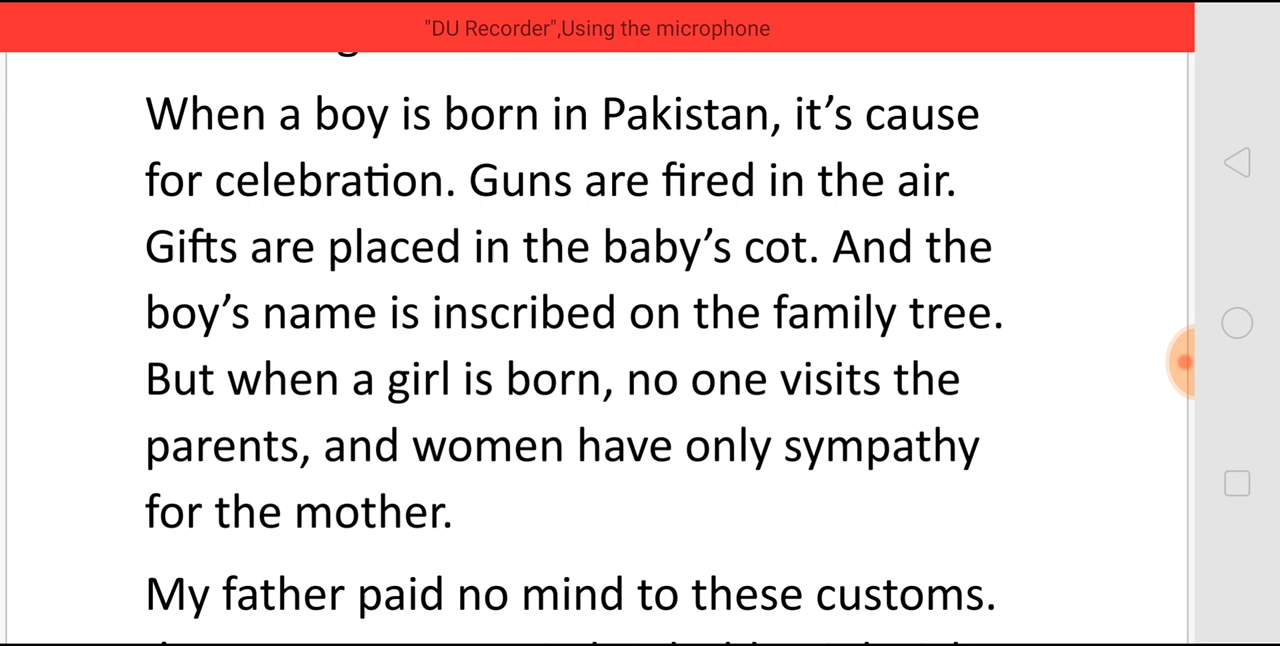 "DU Recorder",Using the microphone
When a boy is born in Pakistan, it’s cause
for celebration. Guns are fired in the air.
Gifts are placed in the baby’s cot. And the
boy’s name is inscribed on the family tree.
But when a girl is born, no one visits the
parents, and women have only sympathy
for the mother.
My father paid no mind to these customs.